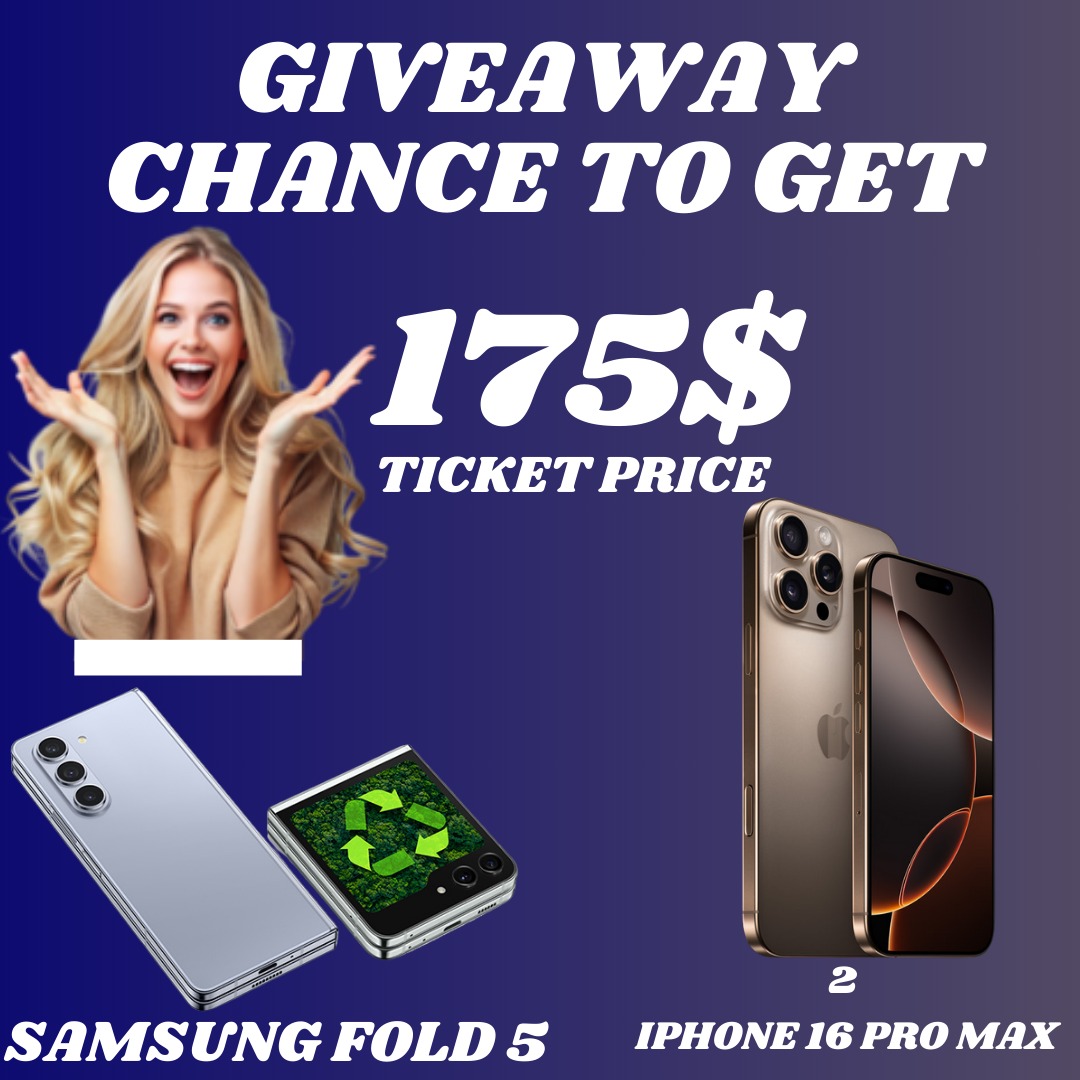 GIVEAWAY
CHANCE TO GET
175$
TICKET PRICE
2
SAMSUNG FOLD 5
IPHONE 16 PRO MAX